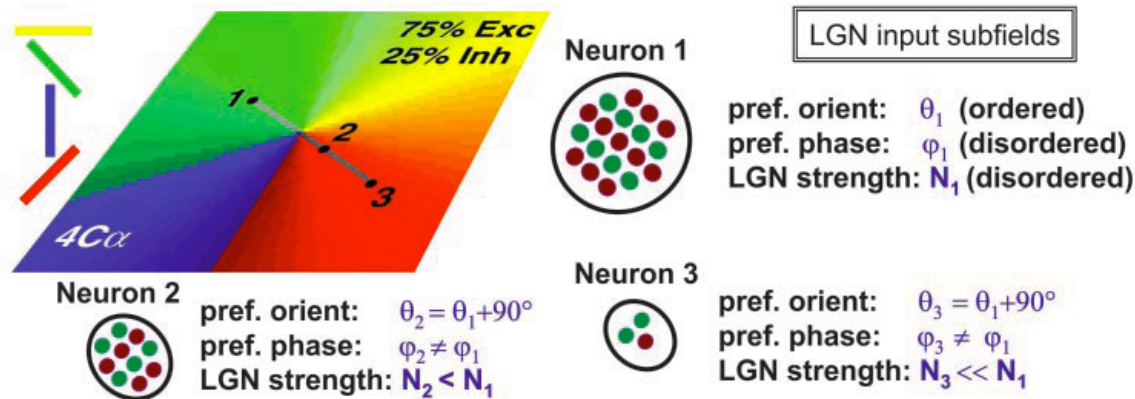 75% Exc
25% Inh
1
2
3
4Cα
LGN input subfields
Neuron 1
pref. orient: θ₁ (ordered)
pref. phase: φ₁ (disordered)
LGN strength: N₁ (disordered)
Neuron 2
pref. orient: θ₂ = θ₁+90°
pref. phase: φ₂ ≠ φ₁
LGN strength: N₂ < N₁
Neuron 3
pref. orient: θ₃ = θ₁+90°
pref. phase: φ₃ ≠ φ₁
LGN strength: N₃ << N₁